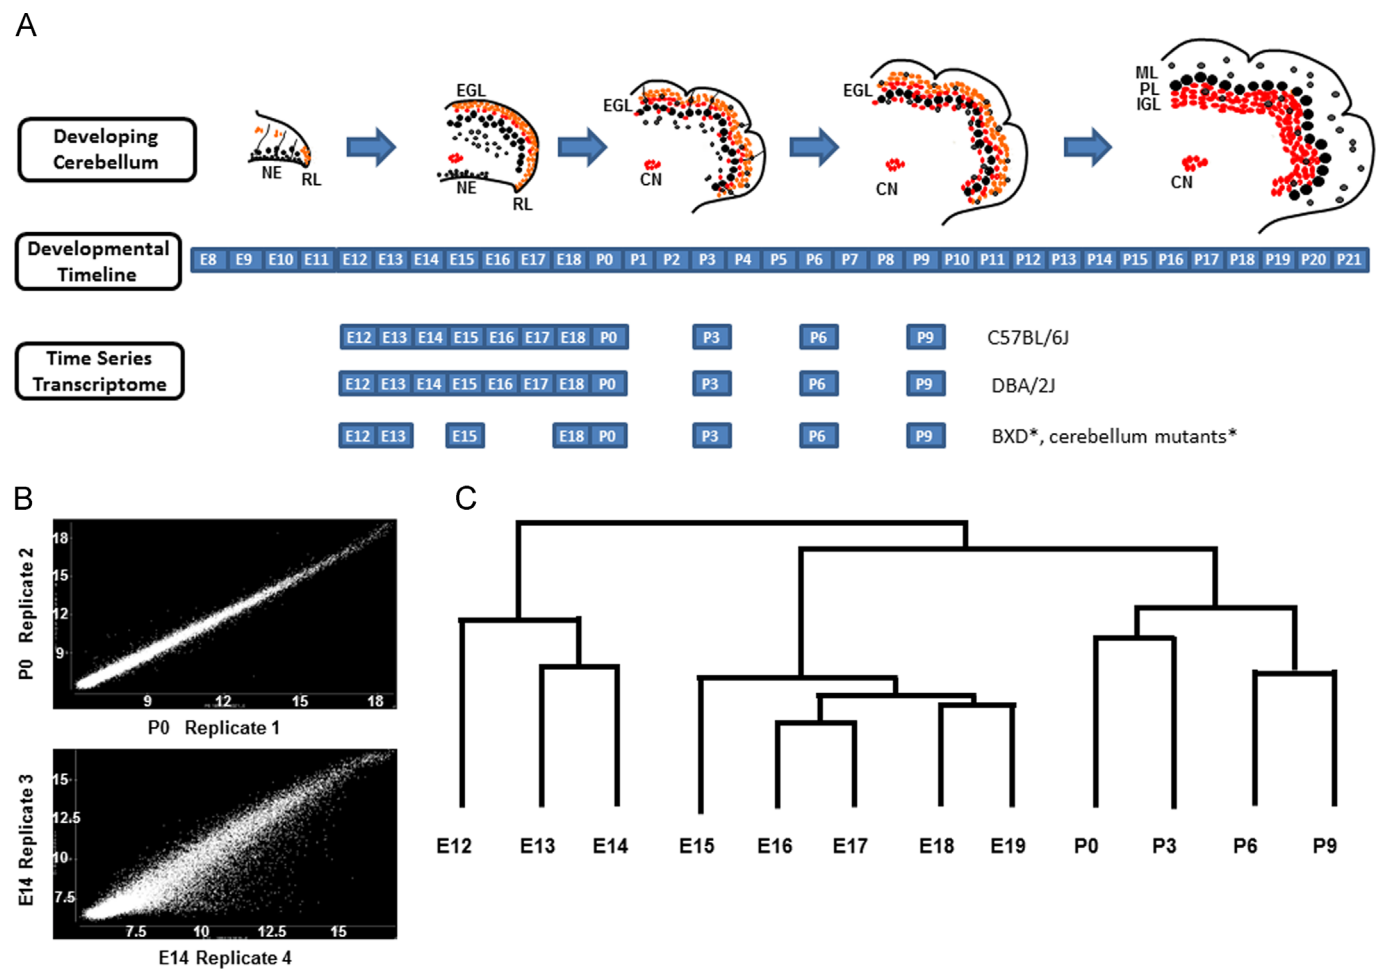 A
Developing
Cerebellum
NE
RL
EGL
NE
RL
EGL
CN
EGL
CN
ML
PL
IGL
CN
Developmental
Timeline
E8 E9 E10 E11 E12 E13 E14 E15 E16 E17 E18 P0 P1 P2 P3 P4 P5 P6 P7 P8 P9 P10 P11 P12 P13 P14 P15 P16 P17 P18 P19 P20 P21
Time Series
Transcriptome
E12 E13 E14 E15 E16 E17 E18 P0 P3 P6 P9 C57BL/6J
E12 E13 E14 E15 E16 E17 E18 P0 P3 P6 P9 DBA/2J
E12 E13 E15 E18 P0 P3 P6 P9 BXD*, cerebellum mutants*
B
P0 Replicate 2
18
15
12
9
9 12 15 18
P0 Replicate 1
E14 Replicate 3
15
12.5
10
7.5
7.5 10 12.5 15
E14 Replicate 4
C
E12 E13 E14 E15 E16 E17 E18 E19 P0 P3 P6 P9